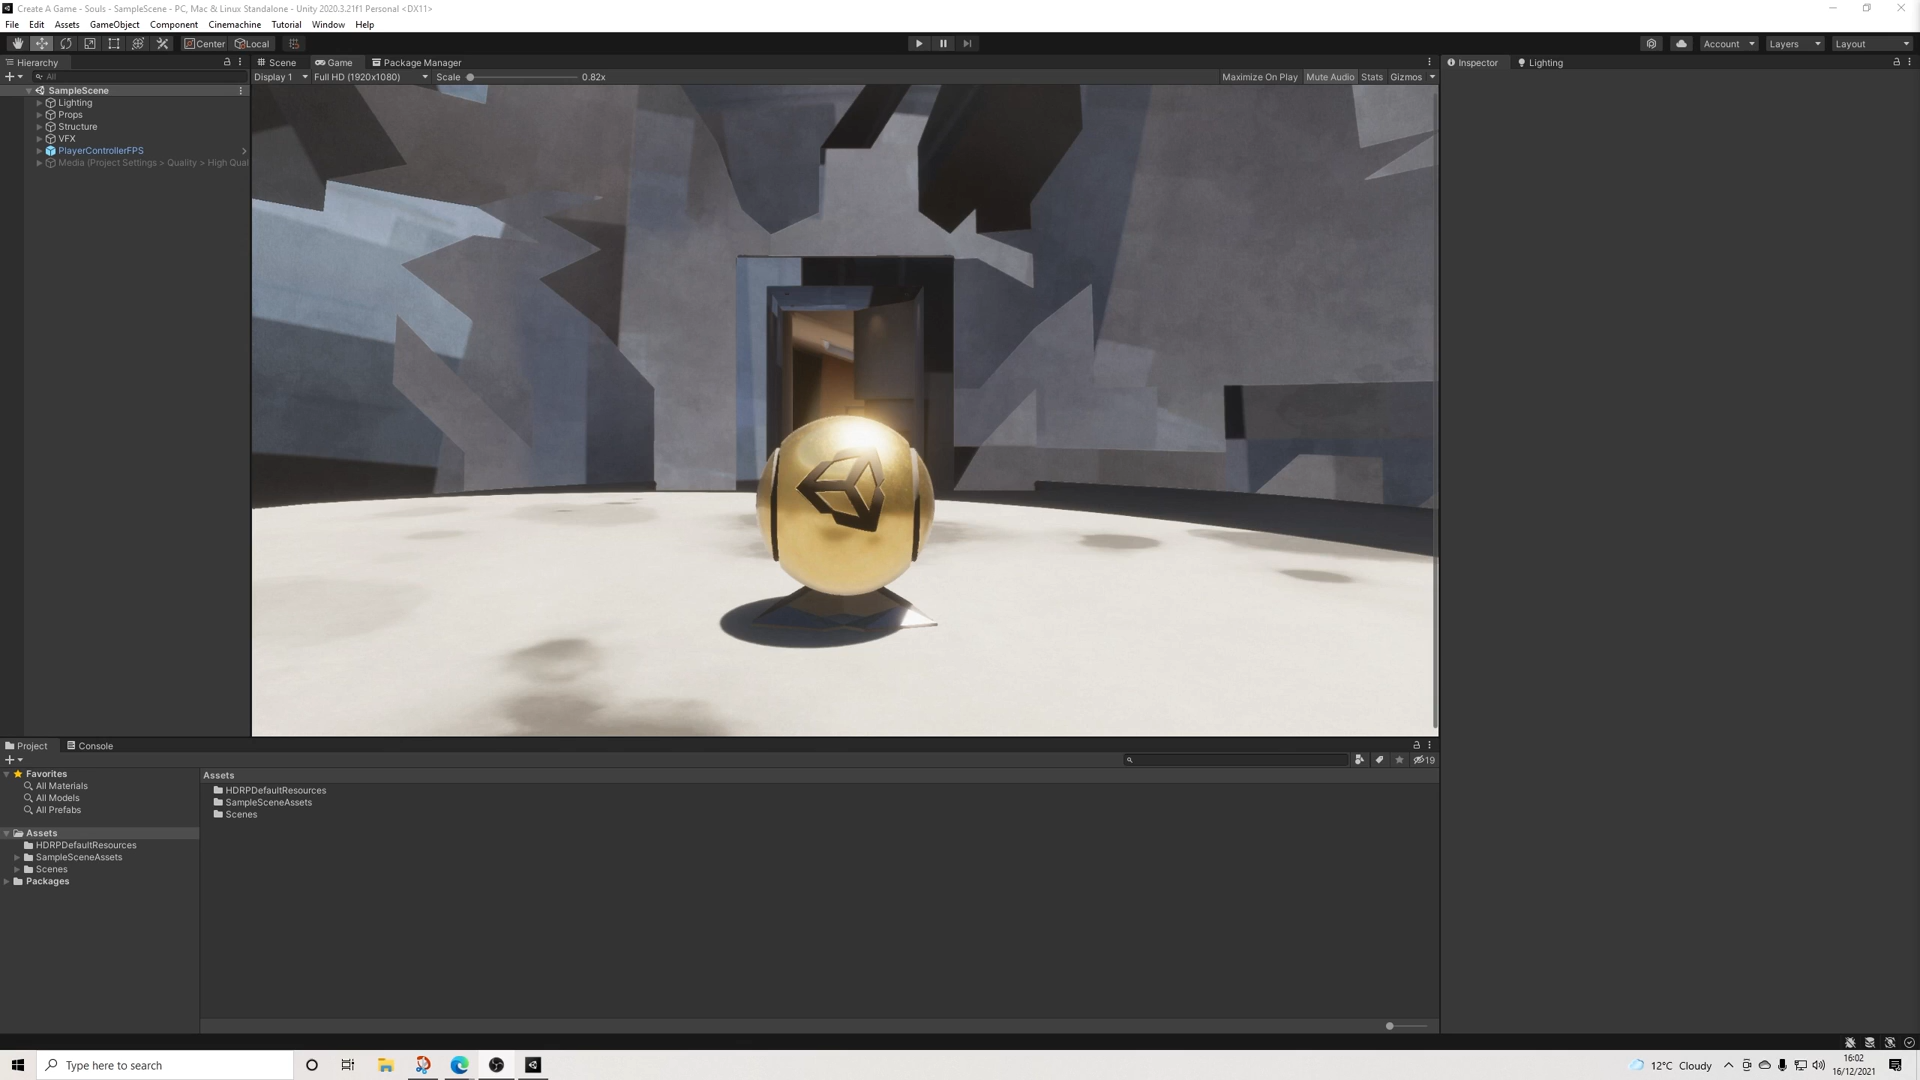 Create A Game - Souls - SampleScene - PC, Mac & Linux Standalone - Unity 2020.3.21f1 Personal <DX11>
File Edit Assets GameObject Component Cinemachine Tutorial Window Help
Center Local
Account Layers Layout
Hierarchy
All
SampleScene
Lighting
Props
Structure
VFX
PlayerControllerFPS
Media (Project Settings > Quality > High Qual
Scene Game Package Manager
Display 1 Full HD (1920x1080) Scale 0.82x Maximize On Play Mute Audio Stats Gizmos
Inspector Lighting
Project Console
19
Favorites
All Materials
All Models
All Prefabs
Assets
HDRPDefaultResources
SampleSceneAssets
Scenes
Packages
Assets
HDRPDefaultResources
SampleSceneAssets
Scenes
Type here to search
12°C Cloudy
16:02
16/12/2021